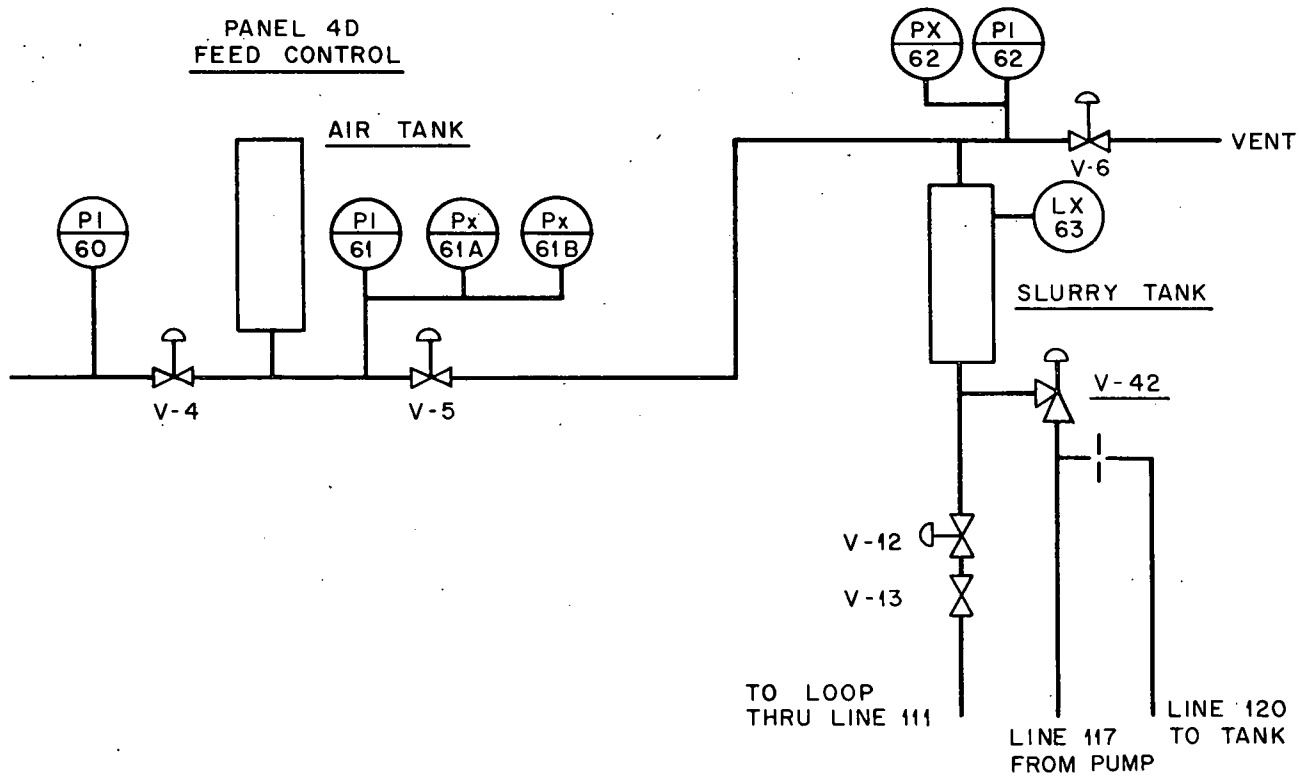 PANEL 4D
FEED CONTROL
AIR TANK
PI
60
PI
61
Px
61A
Px
61B
V-4
V-5
PX
62
PI
62
VENT
V-6
LX
63
SLURRY TANK
V-42
V-12
V-13
TO LOOP
THRU LINE 111
LINE 117
FROM PUMP
LINE 120
TO TANK